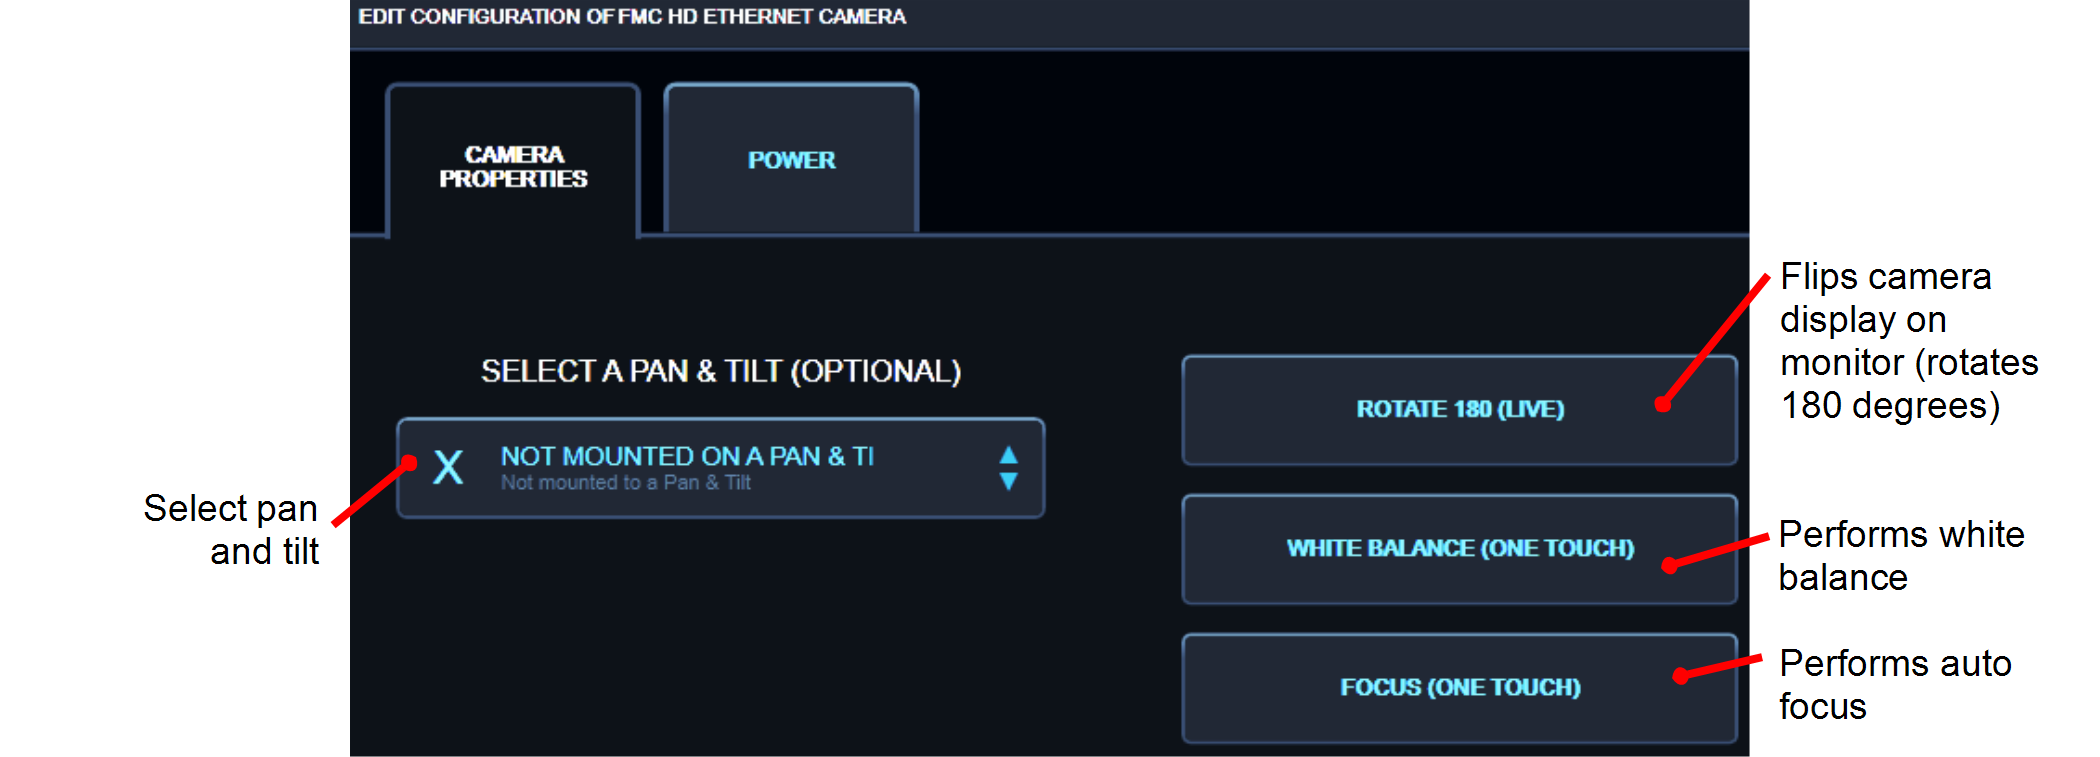 EDIT CONFIGURATION OF FMC HD ETHERNET CAMERA
CAMERA
PROPERTIES
POWER
SELECT A PAN & TILT (OPTIONAL)
X
NOT MOUNTED ON A PAN & TI
Not mounted to a Pan & Tilt
Select pan
and tilt
ROTATE 180 (LIVE)
Flips camera
display on
monitor (rotates
180 degrees)
WHITE BALANCE (ONE TOUCH)
Performs white
balance
FOCUS (ONE TOUCH)
Performs auto
focus